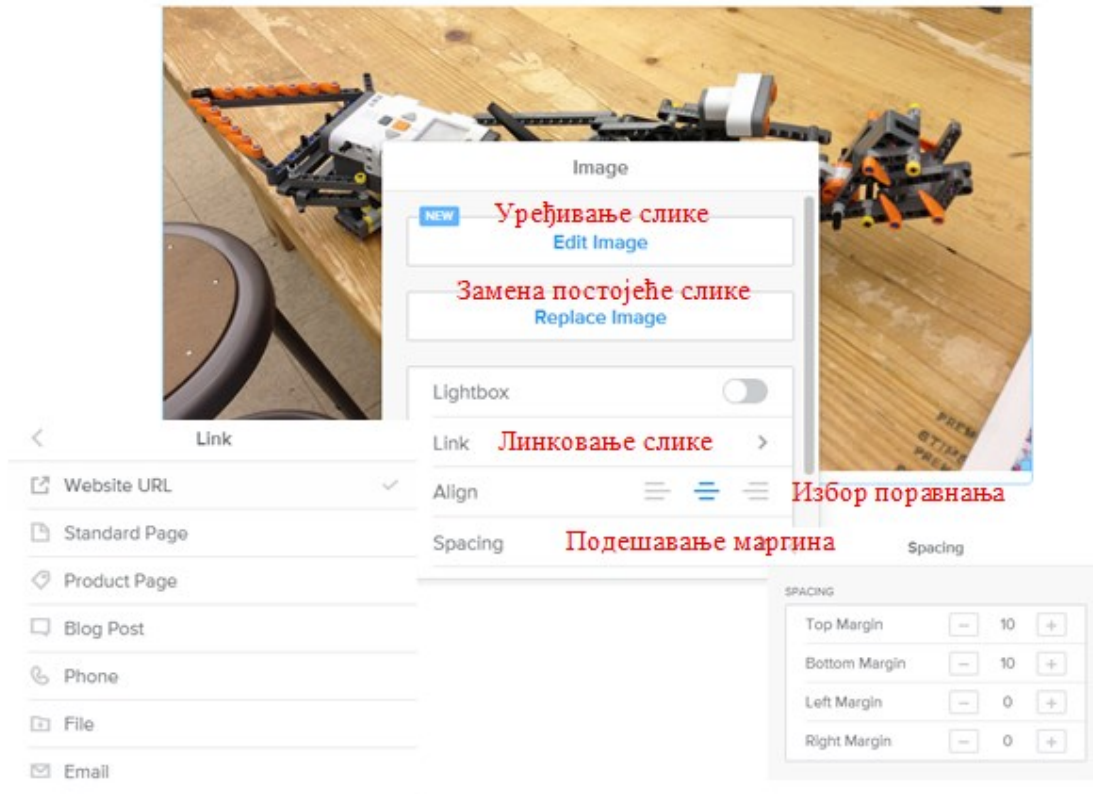 Image
NEW
Уређивање слике
Edit Image
Замена постојеће слике
Replace Image
Lightbox
Link Линковање слике
Align Избор поравнања
Spacing Подешавање маргина
Link
Website URL
Standard Page
Product Page
Blog Post
Phone
File
Email
Spacing
SPACING
Top Margin 10
Bottom Margin 10
Left Margin 0
Right Margin 0